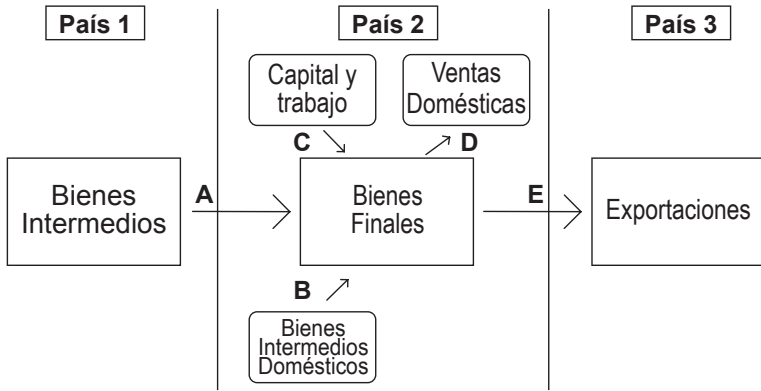 País 1
País 2
País 3
Capital y
trabajo
Ventas
Domésticas
C
D
Bienes
Intermedios
A
Bienes
Finales
E
Exportaciones
B
Bienes
Intermedios
Domésticos